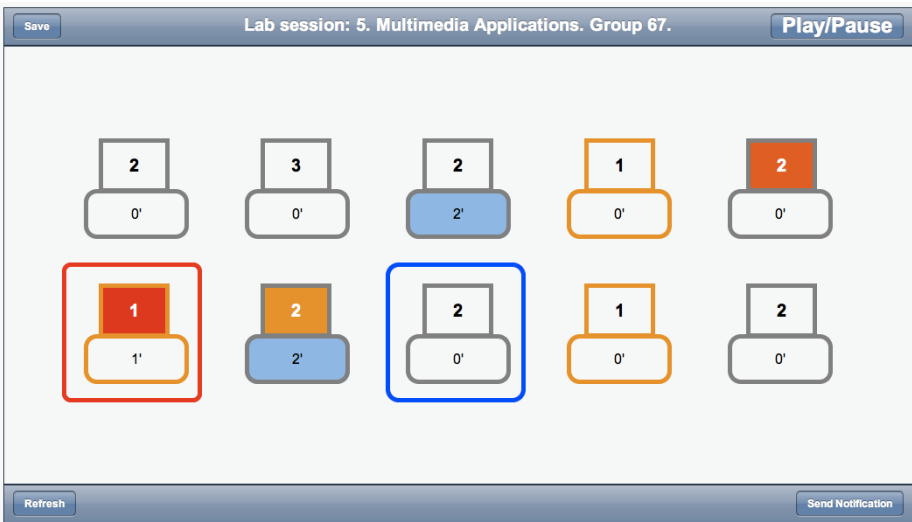 Save Lab session: 5. Multimedia Applications. Group 67. Play/Pause
2 3 2 1 2
0' 0' 2' 0' 0'
1 2 2 1 2
1' 2' 0' 0' 0'
Refresh Send Notification